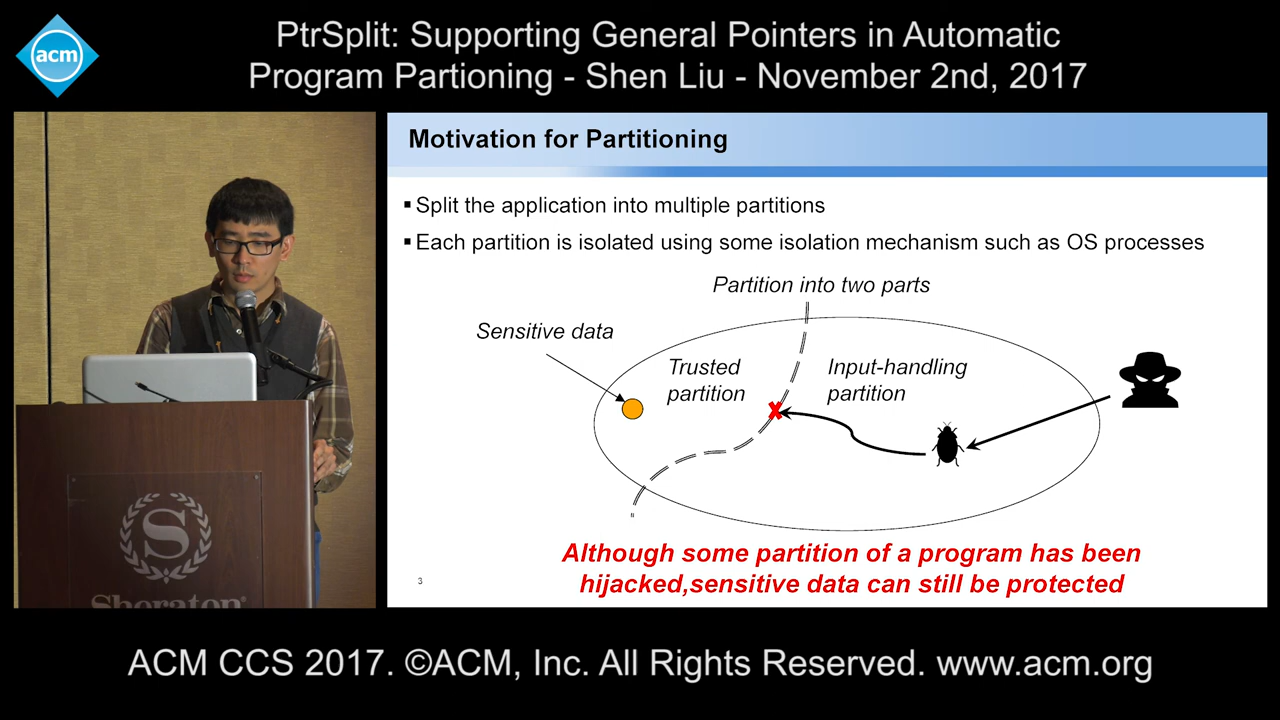 acm
PtrSplit: Supporting General Pointers in Automatic
Program Partioning - Shen Liu - November 2nd, 2017
Motivation for Partitioning
▪ Split the application into multiple partitions
▪ Each partition is isolated using some isolation mechanism such as OS processes
Partition into two parts
Sensitive data
Trusted
partition
Input-handling
partition
Although some partition of a program has been
hijacked,sensitive data can still be protected
3
S
Sheraton®
ACM CCS 2017. ©ACM, Inc. All Rights Reserved. www.acm.org